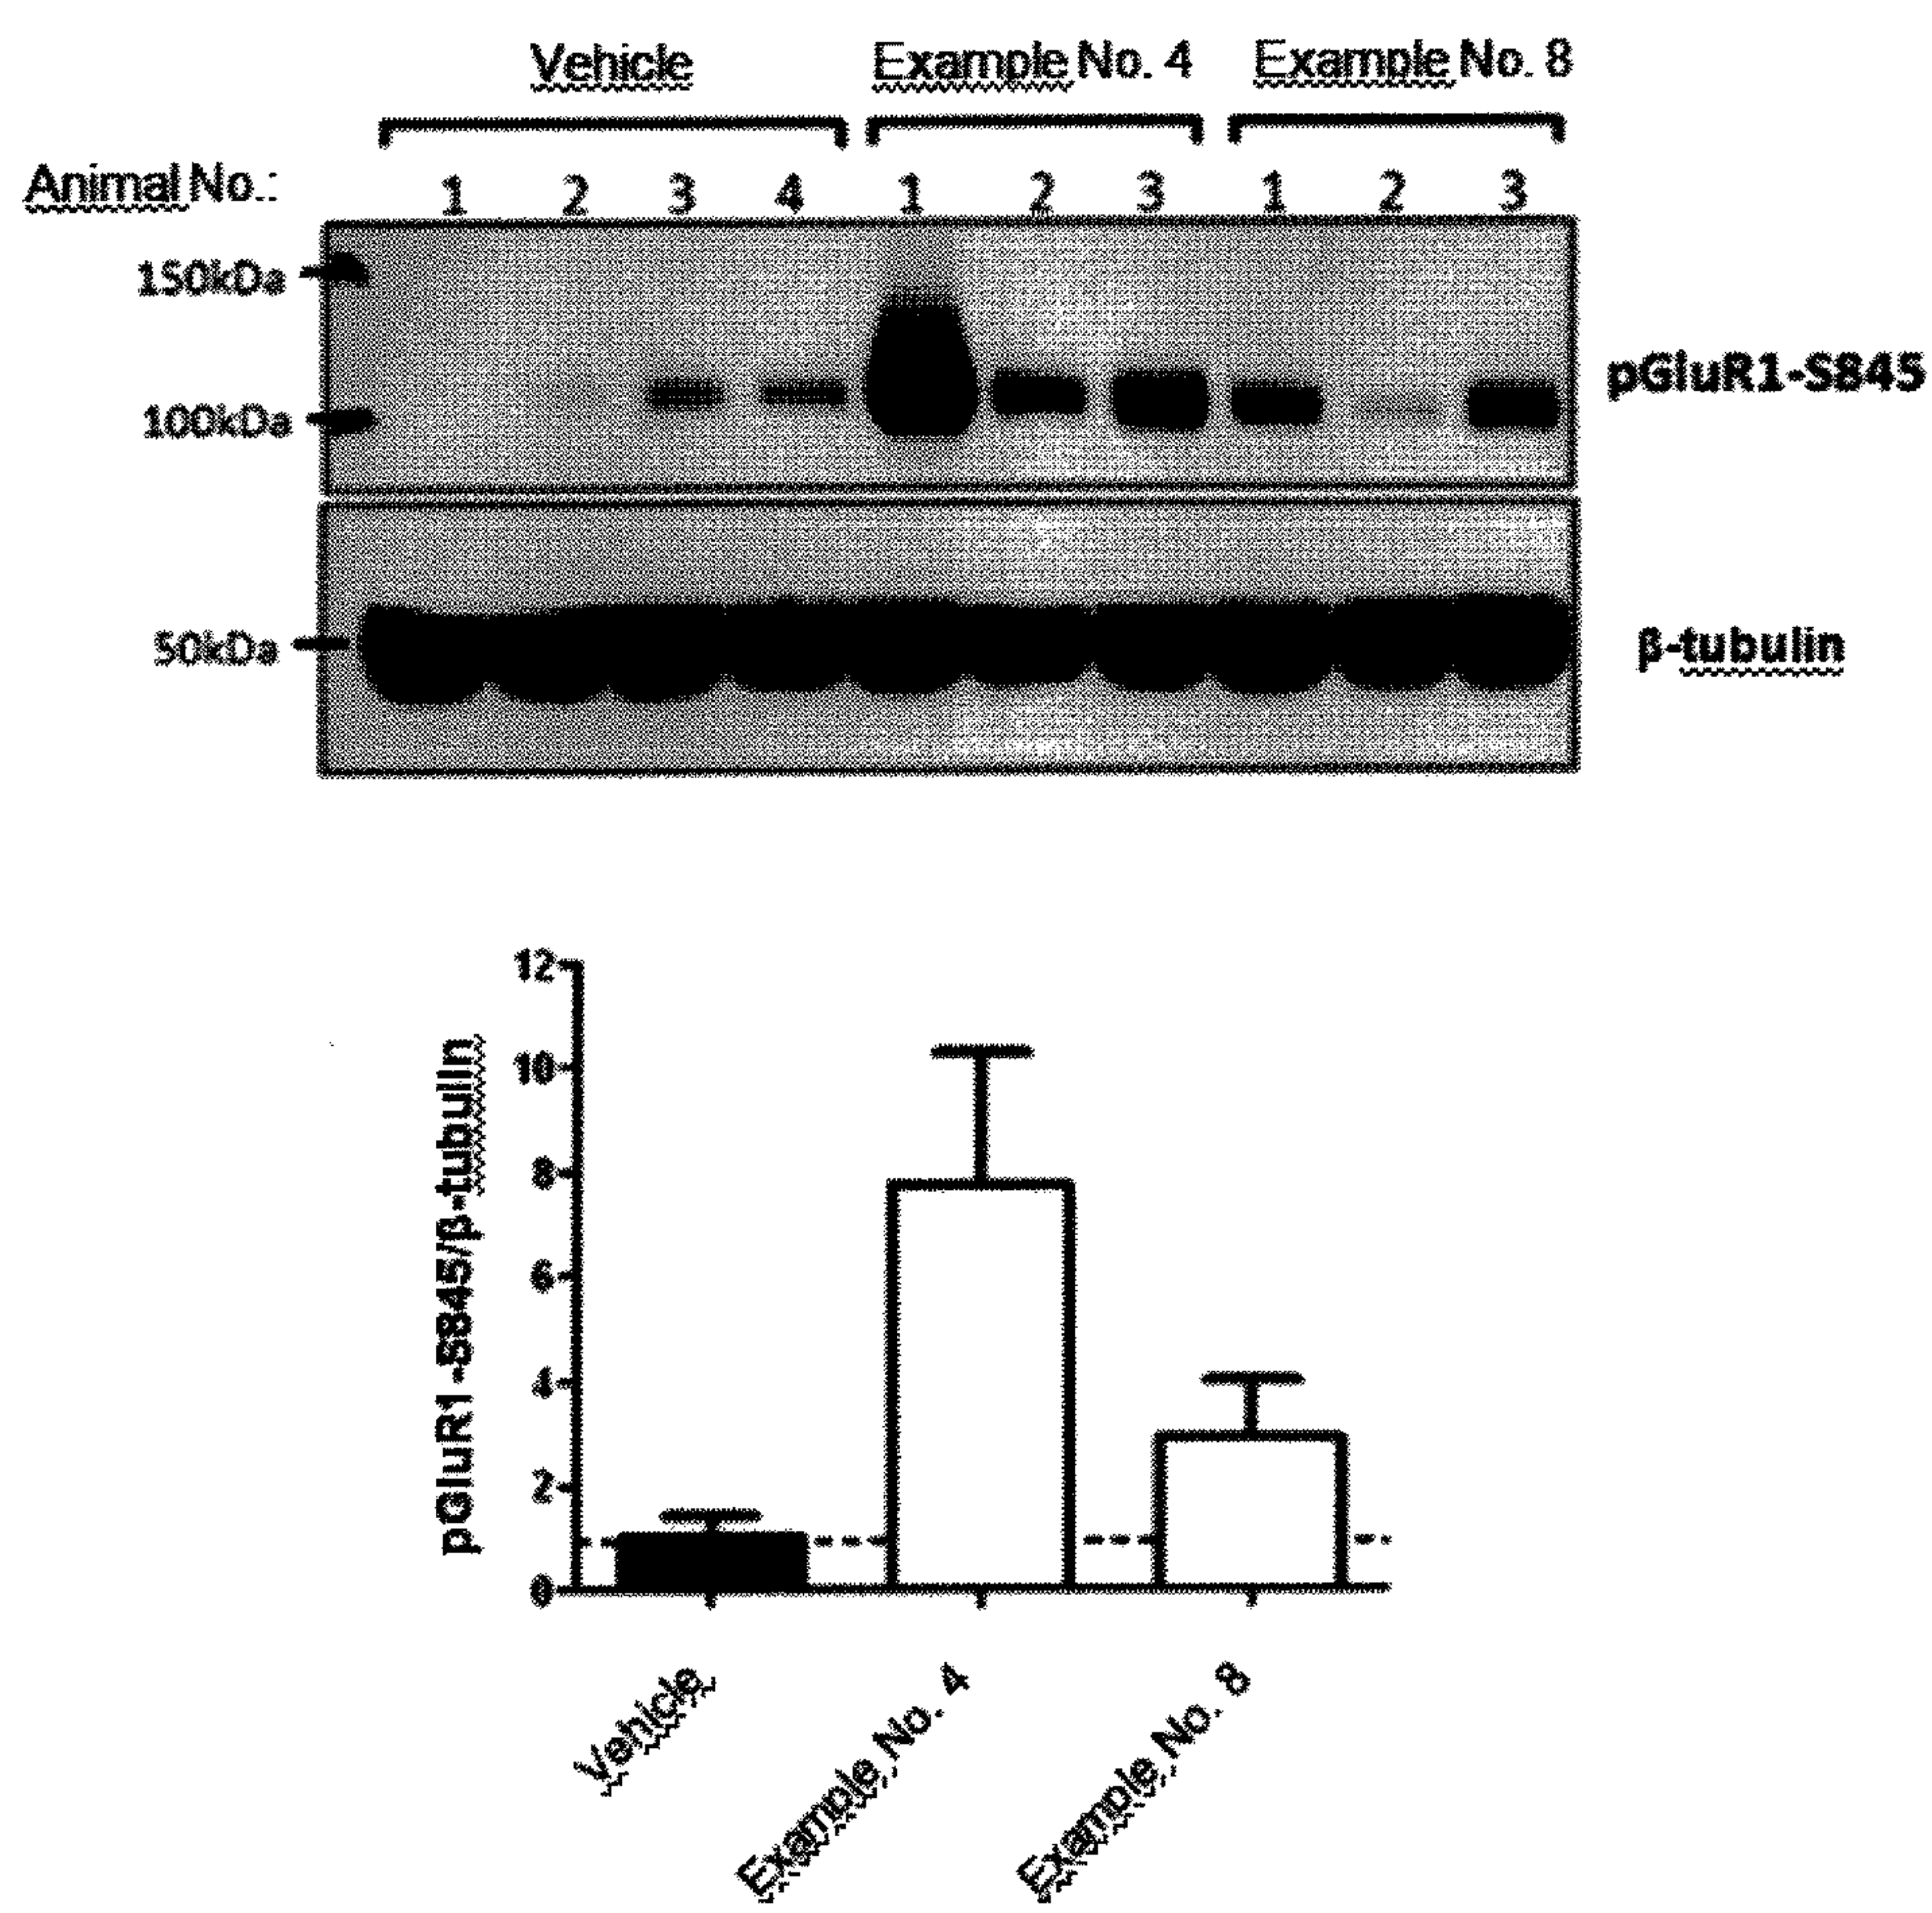 Vehicle Example No. 4 Example No. 8
Animal No.: 1 2 3 4 1 2 3 1 2 3
150kDa
pGluR1-S845
100kDa
50kDa
β-tubulin
12
10
8
6
4
2
0
pGluR1-S845/β-tubulin
Vehicle
Example No. 4
Example No. 8